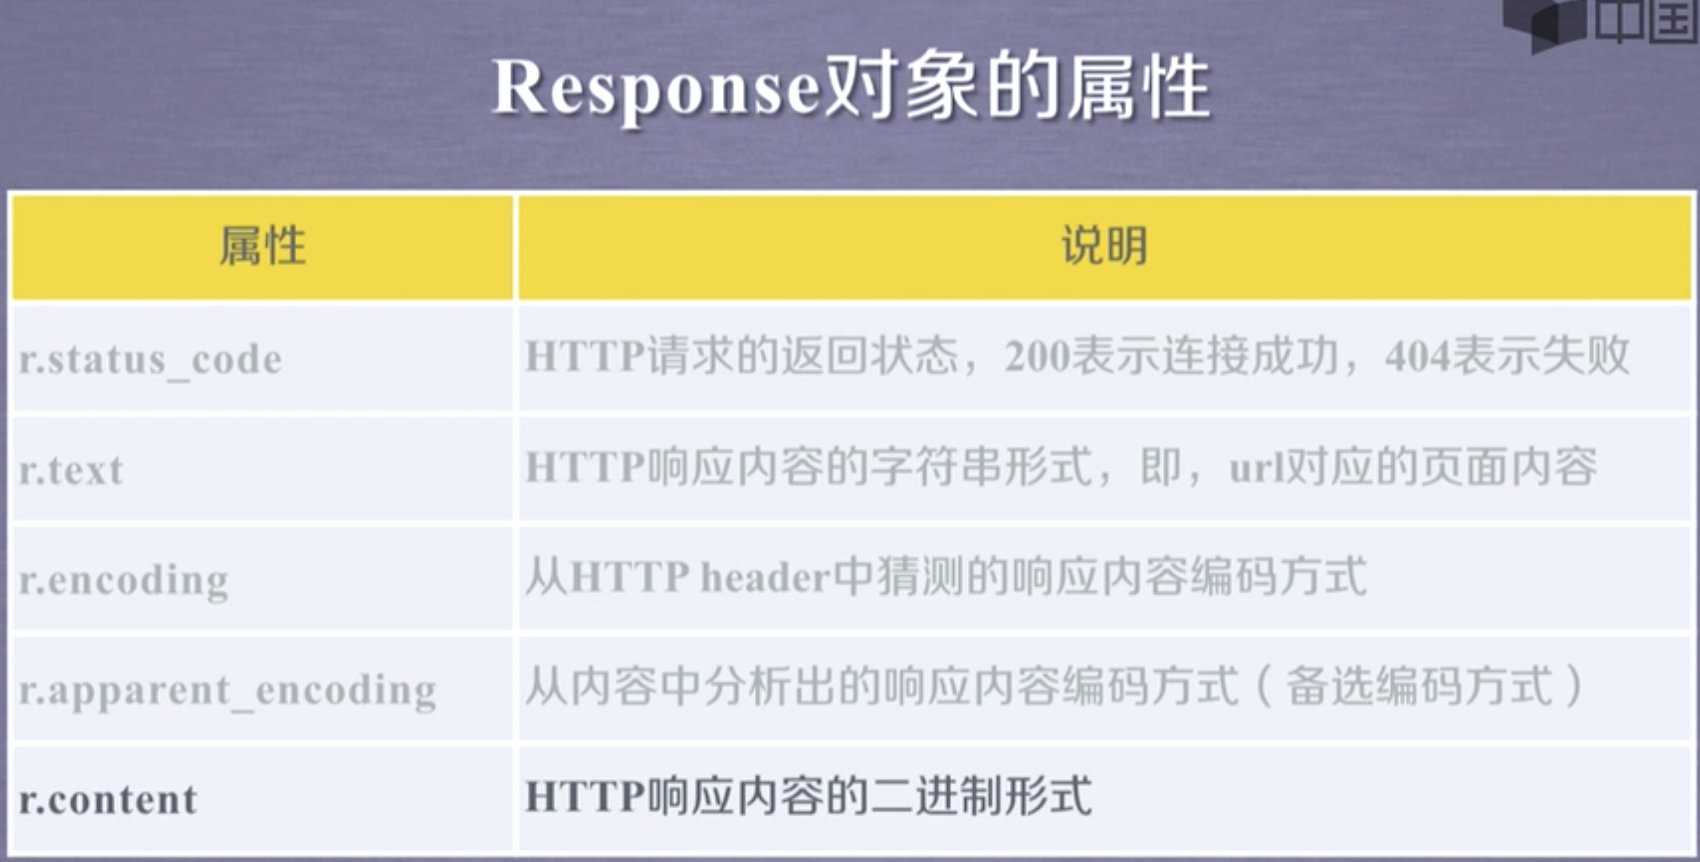 中国
Response对象的属性
属性 说明
r.status_code HTTP请求的返回状态，200表示连接成功，404表示失败
r.text HTTP响应内容的字符串形式，即，url对应的页面内容
r.encoding 从HTTP header中猜测的响应内容编码方式
r.apparent_encoding 从内容中分析出的响应内容编码方式（备选编码方式）
r.content HTTP响应内容的二进制形式